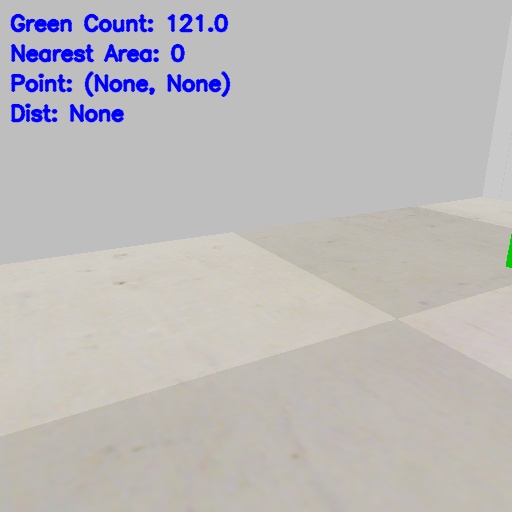 Green Count: 121.0
Nearest Area: 0
Point: (None, None)
Dist: None